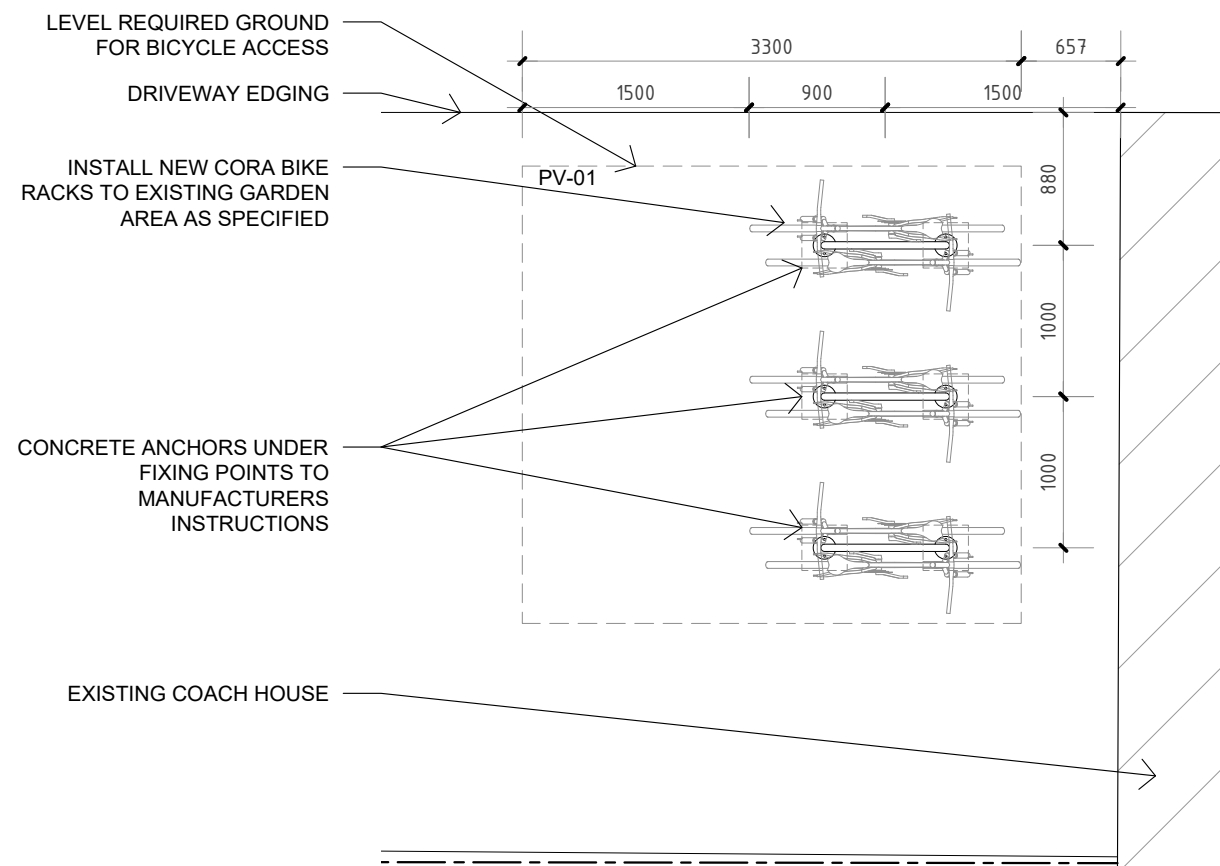 LEVEL REQUIRED GROUND
FOR BICYCLE ACCESS
3300
657
DRIVEWAY EDGING
1500
900
1500
INSTALL NEW CORA BIKE
RACKS TO EXISTING GARDEN
AREA AS SPECIFIED
PV-01
880
1000
1000
CONCRETE ANCHORS UNDER
FIXING POINTS TO
MANUFACTURERS
INSTRUCTIONS
EXISTING COACH HOUSE